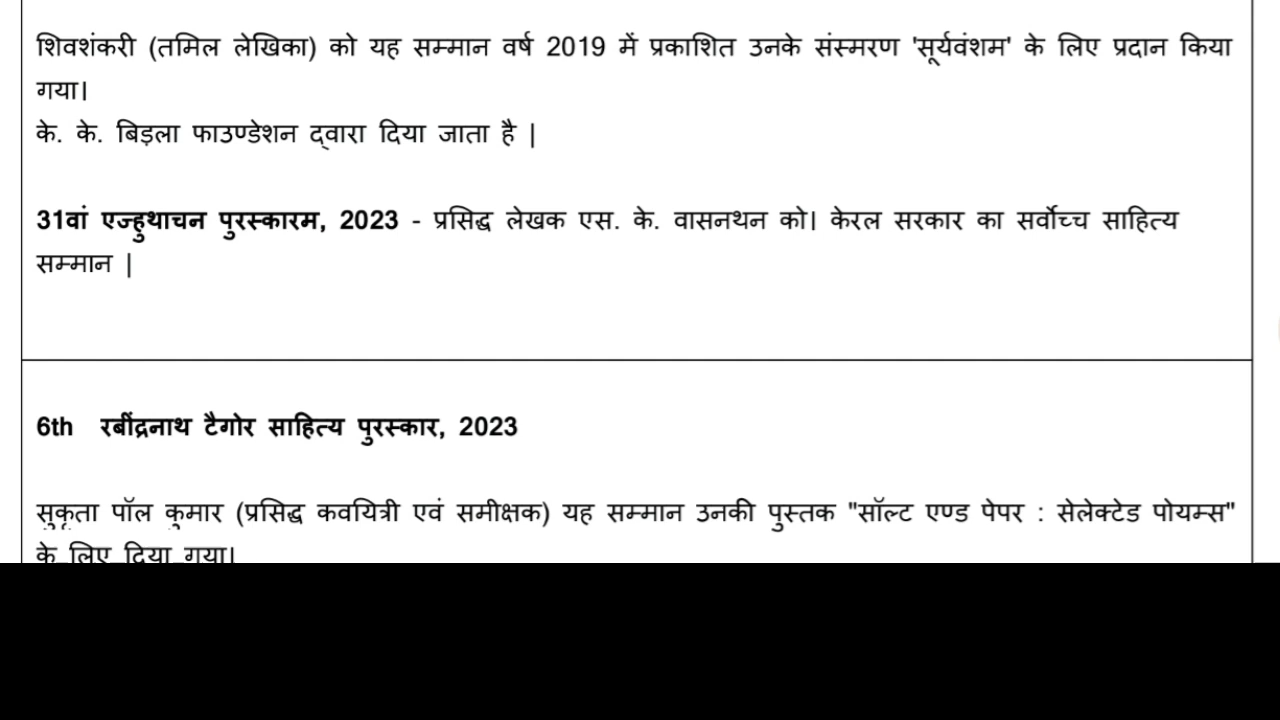 शिवशंकरी (तमिल लेखिका) को यह सम्मान वर्ष 2019 में प्रकाशित उनके संस्मरण 'सूर्यवंशम' के लिए प्रदान किया
गया।
के. के. बिड़ला फाउण्डेशन द्वारा दिया जाता है |
31वां एज्हुथाचन पुरस्कारम, 2023 - प्रसिद्ध लेखक एस. के. वासनथन को। केरल सरकार का सर्वोच्च साहित्य
सम्मान |
6th रबींद्रनाथ टैगोर साहित्य पुरस्कार, 2023
सुकृता पॉल कुमार (प्रसिद्ध कवयित्री एवं समीक्षक) यह सम्मान उनकी पुस्तक "सॉल्ट एण्ड पेपर : सेलेक्टेड पोयम्स"
के लिए दिया गया।